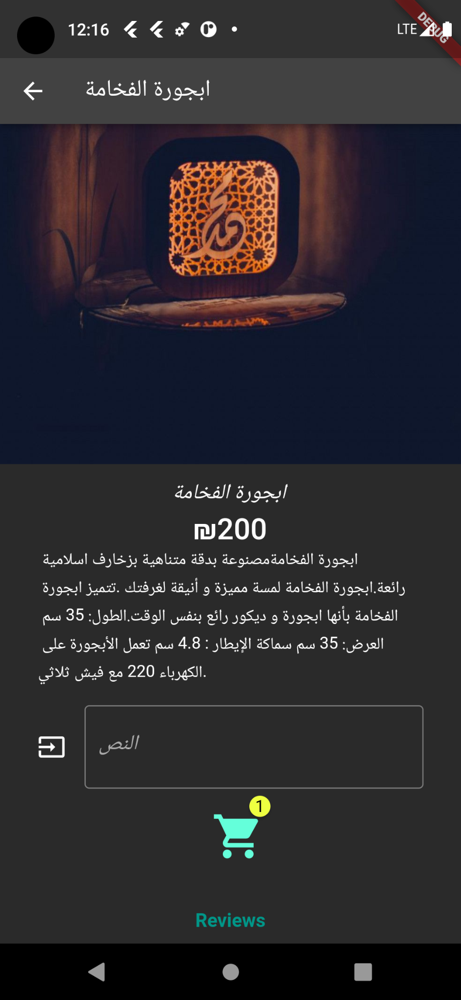 12:16
LTE
DEBUG
ابجورة الفخامة
محمد
ابجورة الفخامة
₪200
ابجورة الفخامةمصنوعة بدقة متناهية بزخارف اسلامية
رائعة.ابجورة الفخامة لمسة مميزة و أنيقة لغرفتك .تتميز ابجورة
الفخامة بأنها ابجورة و ديكور رائع بنفس الوقت.الطول: 35 سم
العرض: 35 سم سماكة الإيطار : 4.8 سم تعمل الأبجورة على
الكهرباء 220 مع فيش ثلاثي.
النص
1
Reviews